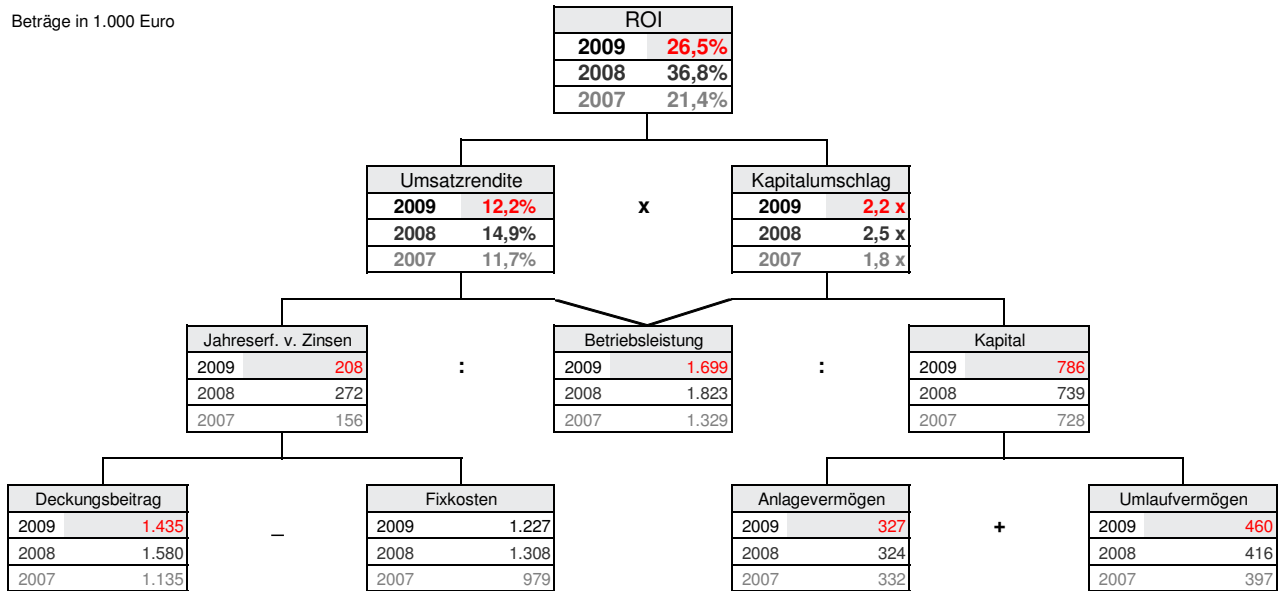 Beträge in 1.000 Euro
ROI
2009 26,5%
2008 36,8%
2007 21,4%
Umsatzrendite
2009 12,2%
2008 14,9%
2007 11,7%
x
Kapitalumschlag
2009 2,2 x
2008 2,5 x
2007 1,8 x
Jahreserf. v. Zinsen
2009 208
2008 272
2007 156
:
Betriebsleistung
2009 1.699
2008 1.823
2007 1.329
:
Kapital
2009 786
2008 739
2007 728
Deckungsbeitrag
2009 1.435
2008 1.580
2007 1.135
_
Fixkosten
2009 1.227
2008 1.308
2007 979
Anlagevermögen
2009 327
2008 324
2007 332
+
Umlaufvermögen
2009 460
2008 416
2007 397